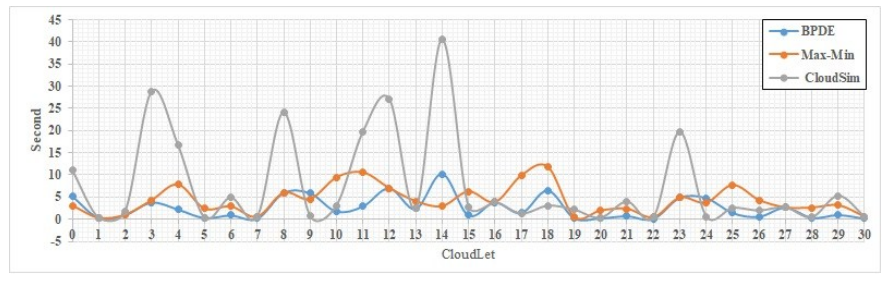 45
40
35
30
25
20
15
10
5
0
-5
Second
0 1 2 3 4 5 6 7 8 9 10 11 12 13 14 15 16 17 18 19 20 21 22 23 24 25 26 27 28 29 30
CloudLet
BPDE
Max-Min
CloudSim